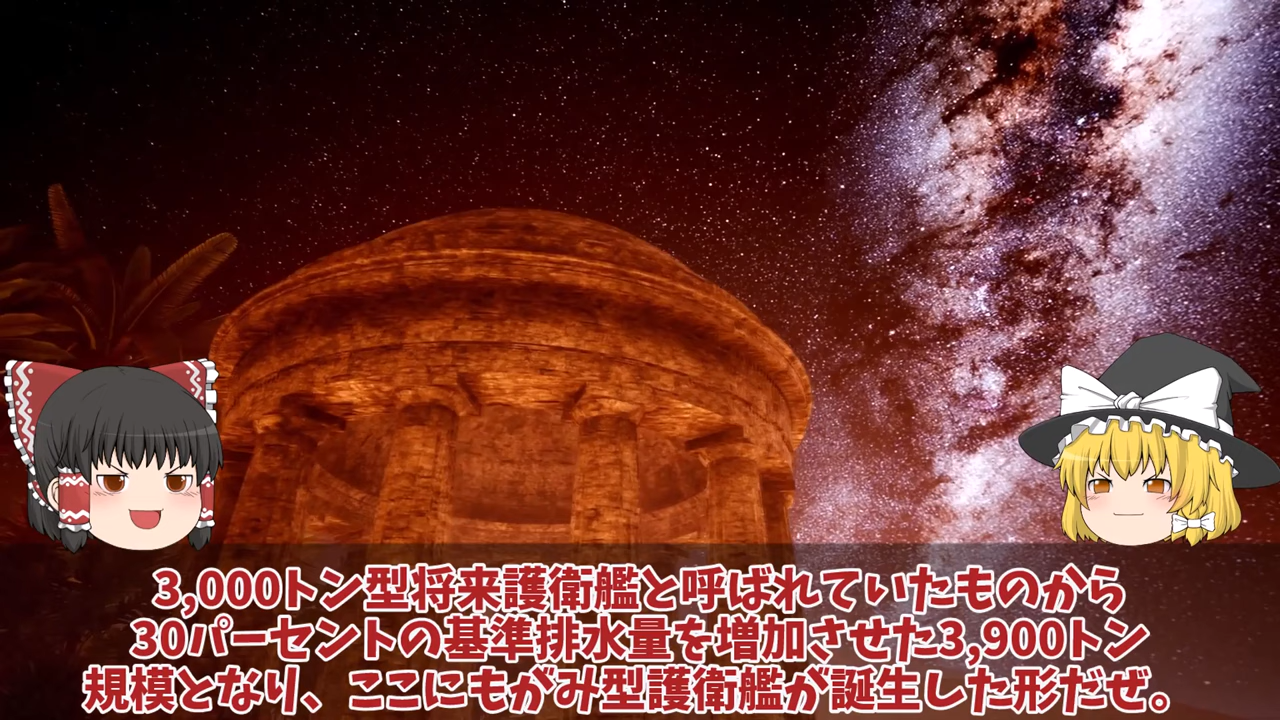 3,000トン型将来護衛艦と呼ばれていたものから
30パーセントの基準排水量を増加させた3,900トン
規模となり、ここにもがみ型護衛艦が誕生した形だぜ。